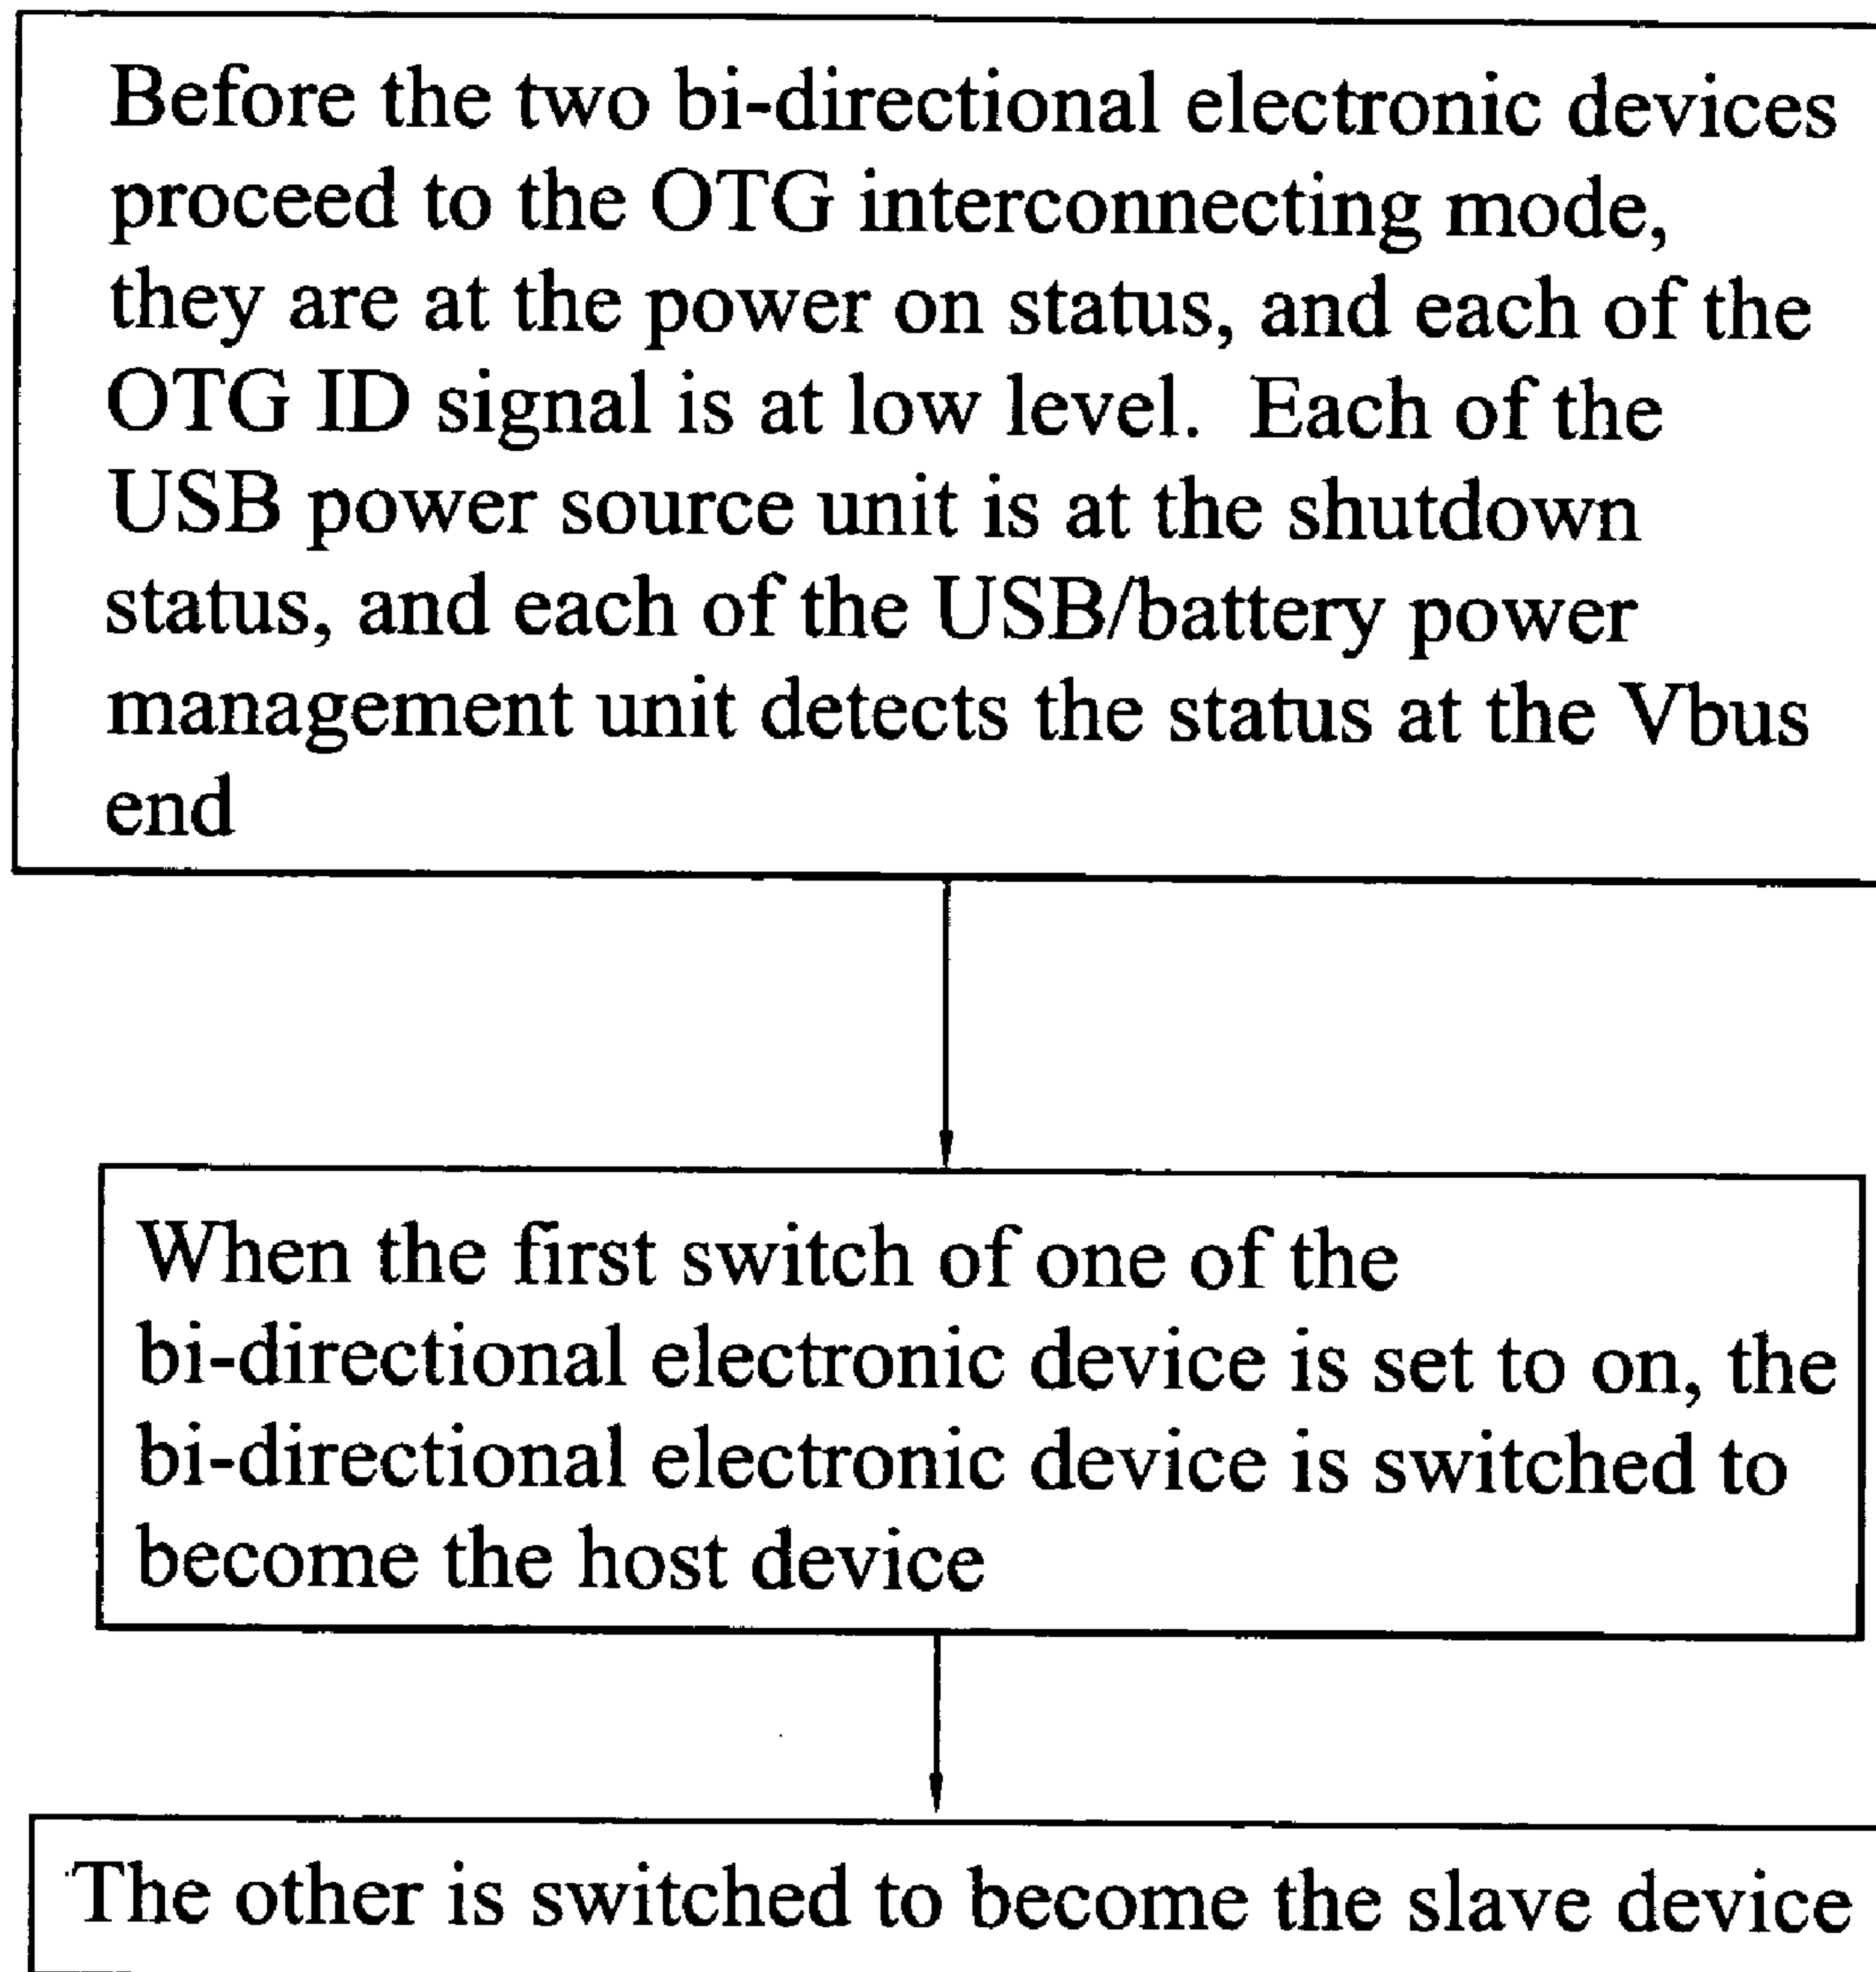 Before the two bi-directional electronic devices
proceed to the OTG interconnecting mode,
they are at the power on status, and each of the
OTG ID signal is at low level.  Each of the
USB power source unit is at the shutdown
status, and each of the USB/battery power
management unit detects the status at the Vbus
end
When the first switch of one of the
bi-directional electronic device is set to on, the
bi-directional electronic device is switched to
become the host device
The other is switched to become the slave device